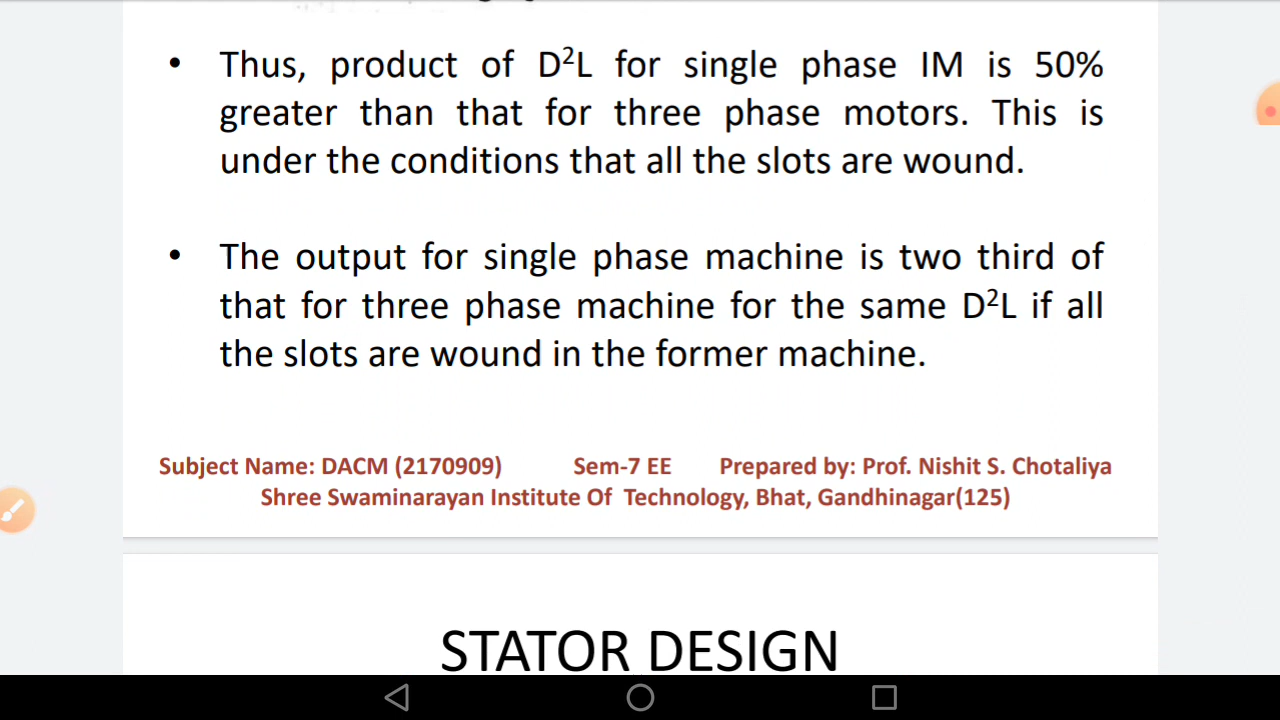 • Thus, product of D²L for single phase IM is 50%
greater than that for three phase motors. This is
under the conditions that all the slots are wound.
• The output for single phase machine is two third of
that for three phase machine for the same D²L if all
the slots are wound in the former machine.
Subject Name: DACM (2170909) Sem-7 EE Prepared by: Prof. Nishit S. Chotaliya
Shree Swaminarayan Institute Of Technology, Bhat, Gandhinagar(125)
STATOR DESIGN